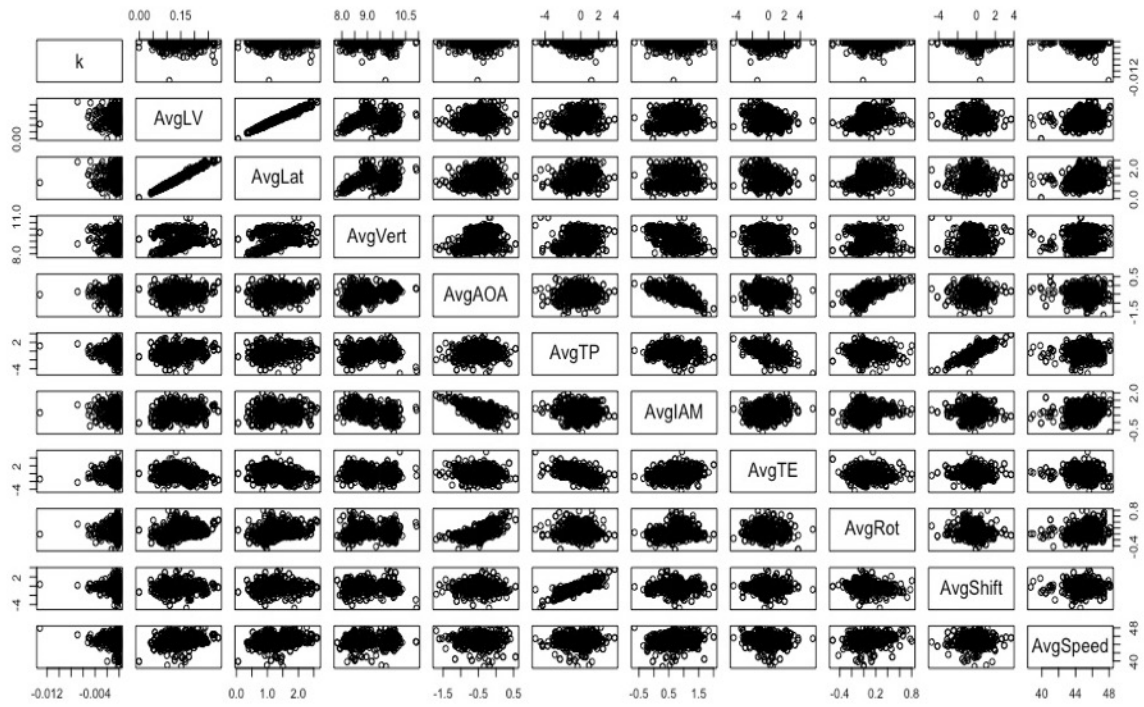 0.00 0.15 8.0 9.0 10.5 -4 0 2 4 -4 0 2 4 -4 0 2 4
k -0.012
0.00 AvgLV
AvgLat 0.0 2.0
8.0 11.0 AvgVert
AvgAOA -1.5 0.5
-4 2 AvgTP
AvgIAM -0.5 2.0
-4 2 AvgTE
AvgRot -0.4 0.8
-4 2 AvgShift
AvgSpeed 40 48
-0.012 -0.004 0.0 1.0 2.0 -1.5 -0.5 0.5 -0.5 0.5 1.5 -0.4 0.2 0.8 40 44 48